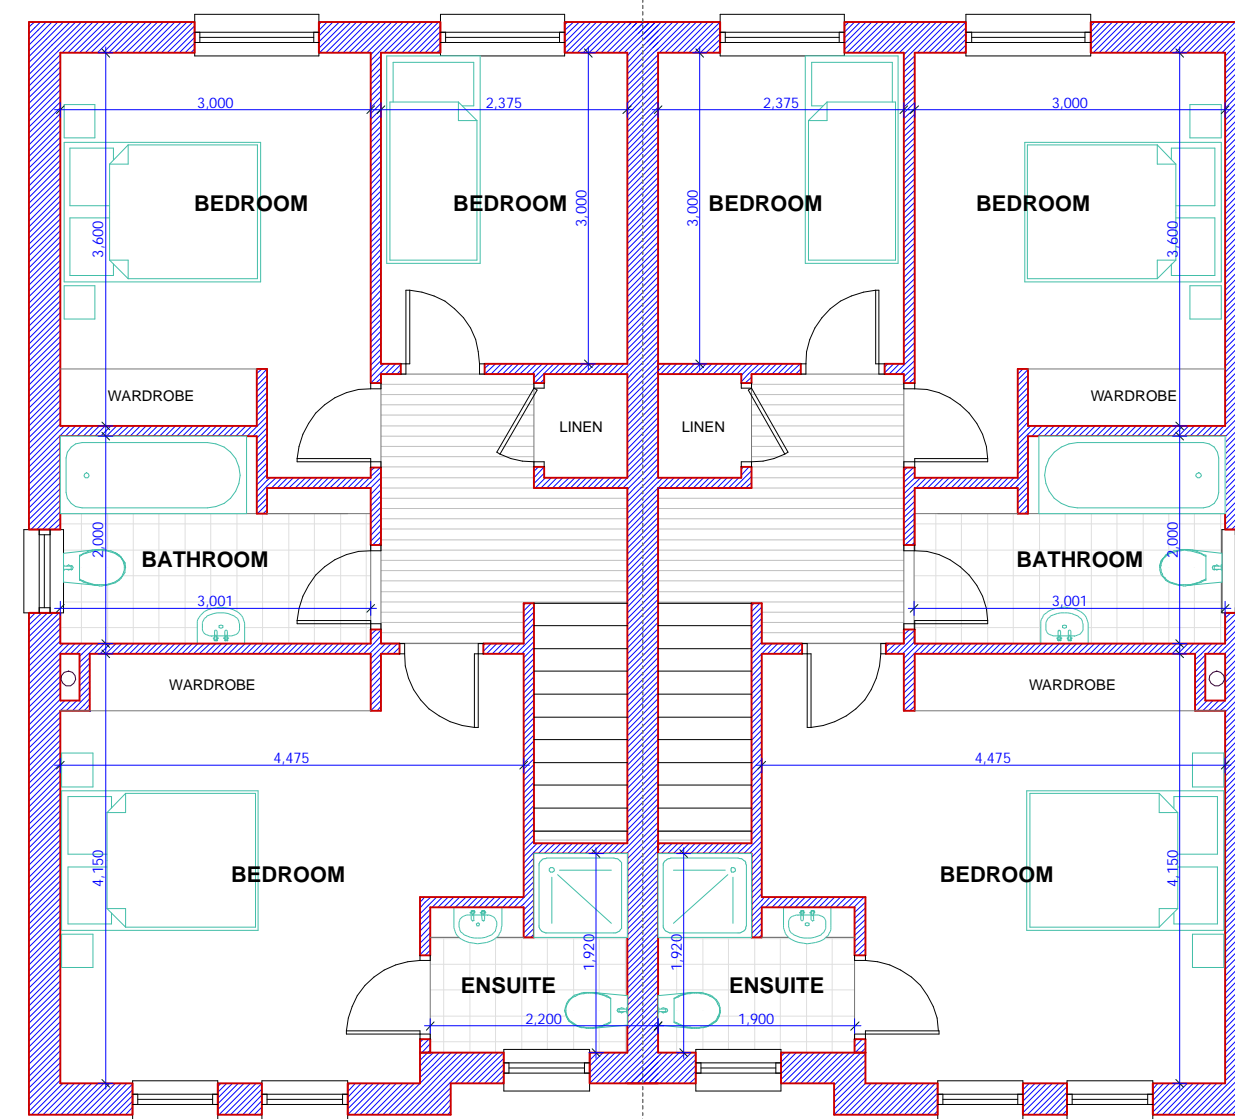 3,000 2,375 2,375 3,000
BEDROOM BEDROOM BEDROOM BEDROOM
3,600 3,000 3,000 3,600
WARDROBE WARDROBE
LINEN LINEN
2,000 2,000
BATHROOM BATHROOM
3,001 3,001
WARDROBE WARDROBE
4,475 4,475
4,150 4,150
BEDROOM BEDROOM
1,920 1,920
ENSUITE ENSUITE
2,200 1,900